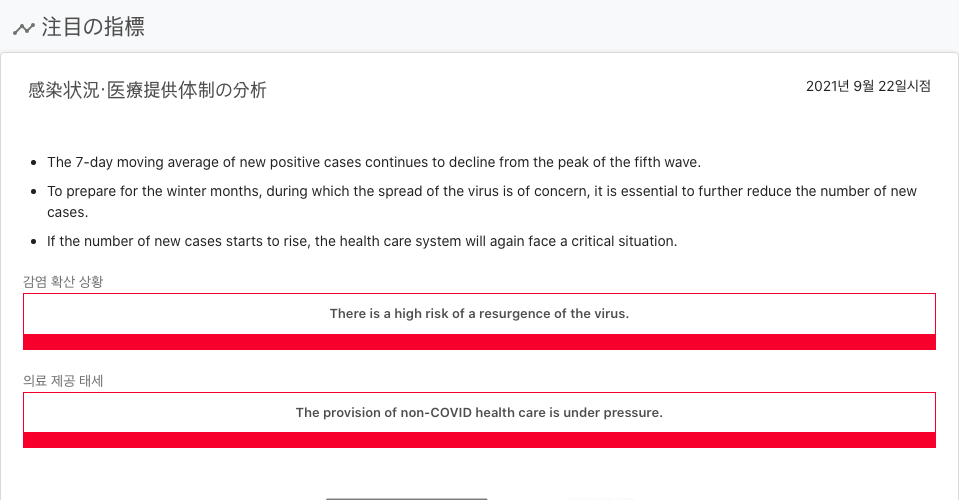 注目の指標
感染状況·医療提供体制の分析
2021년 9월 22일시점
The 7-day moving average of new positive cases continues to decline from the peak of the fifth wave.
To prepare for the winter months, during which the spread of the virus is of concern, it is essential to further reduce the number of new
cases.
If the number of new cases starts to rise, the health care system will again face a critical situation.
감염 확산 상황
There is a high risk of a resurgence of the virus.
의료 제공 태세
The provision of non-COVID health care is under pressure.